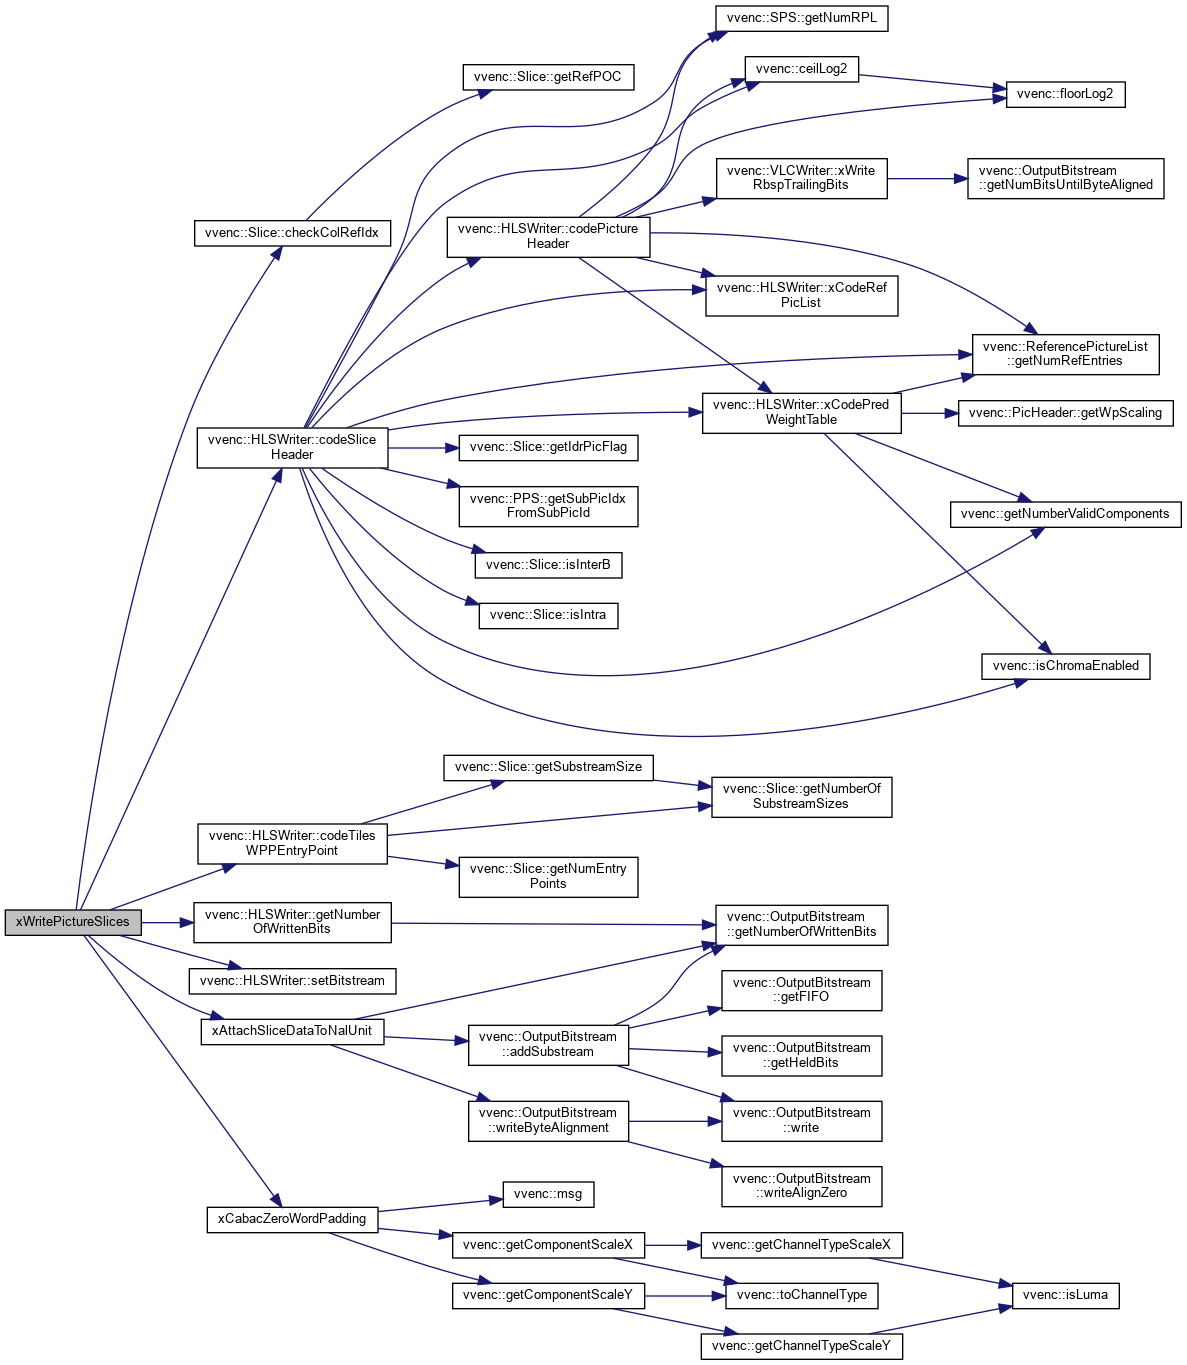 vvenc::SPS::getNumRPL
vvenc::ceilLog2
vvenc::Slice::getRefPOC
vvenc::floorLog2
vvenc::VLCWriter::xWrite
RbspTrailingBits
vvenc::OutputBitstream
::getNumBitsUntilByteAligned
vvenc::Slice::checkColRefIdx
vvenc::HLSWriter::codePicture
Header
vvenc::HLSWriter::xCodeRef
PicList
vvenc::ReferencePictureList
::getNumRefEntries
vvenc::HLSWriter::xCodePred
WeightTable
vvenc::PicHeader::getWpScaling
vvenc::HLSWriter::codeSlice
Header
vvenc::Slice::getIdrPicFlag
vvenc::PPS::getSubPicIdx
FromSubPicId
vvenc::getNumberValidComponents
vvenc::Slice::isInterB
vvenc::Slice::isIntra
vvenc::isChromaEnabled
vvenc::Slice::getSubstreamSize
vvenc::Slice::getNumberOf
SubstreamSizes
vvenc::HLSWriter::codeTiles
WPPEntryPoint
vvenc::Slice::getNumEntry
Points
xWritePictureSlices
vvenc::HLSWriter::getNumber
OfWrittenBits
vvenc::OutputBitstream
::getNumberOfWrittenBits
vvenc::HLSWriter::setBitstream
vvenc::OutputBitstream
::getFIFO
xAttachSliceDataToNalUnit
vvenc::OutputBitstream
::addSubstream
vvenc::OutputBitstream
::getHeldBits
vvenc::OutputBitstream
::writeByteAlignment
vvenc::OutputBitstream
::write
vvenc::OutputBitstream
::writeAlignZero
vvenc::msg
xCabacZeroWordPadding
vvenc::getComponentScaleX
vvenc::getChannelTypeScaleX
vvenc::getComponentScaleY
vvenc::toChannelType
vvenc::isLuma
vvenc::getChannelTypeScaleY